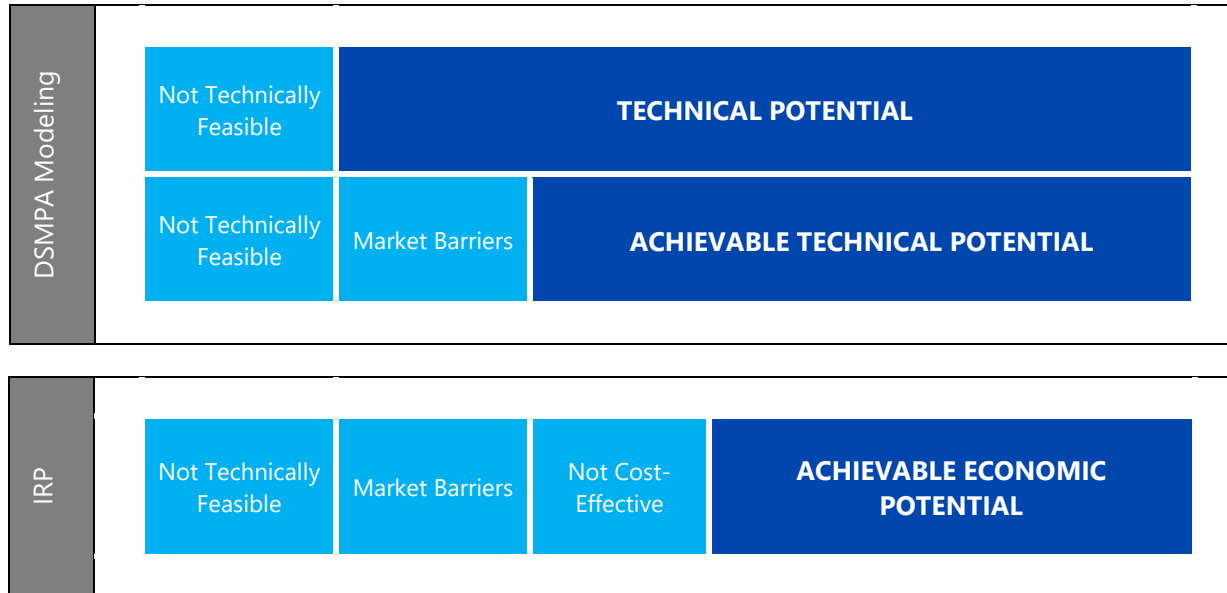 DSMPA Modeling
Not Technically
Feasible
TECHNICAL POTENTIAL
Not Technically
Feasible
Market Barriers
ACHIEVABLE TECHNICAL POTENTIAL
IRP
Not Technically
Feasible
Market Barriers
Not Cost-
Effective
ACHIEVABLE ECONOMIC
POTENTIAL